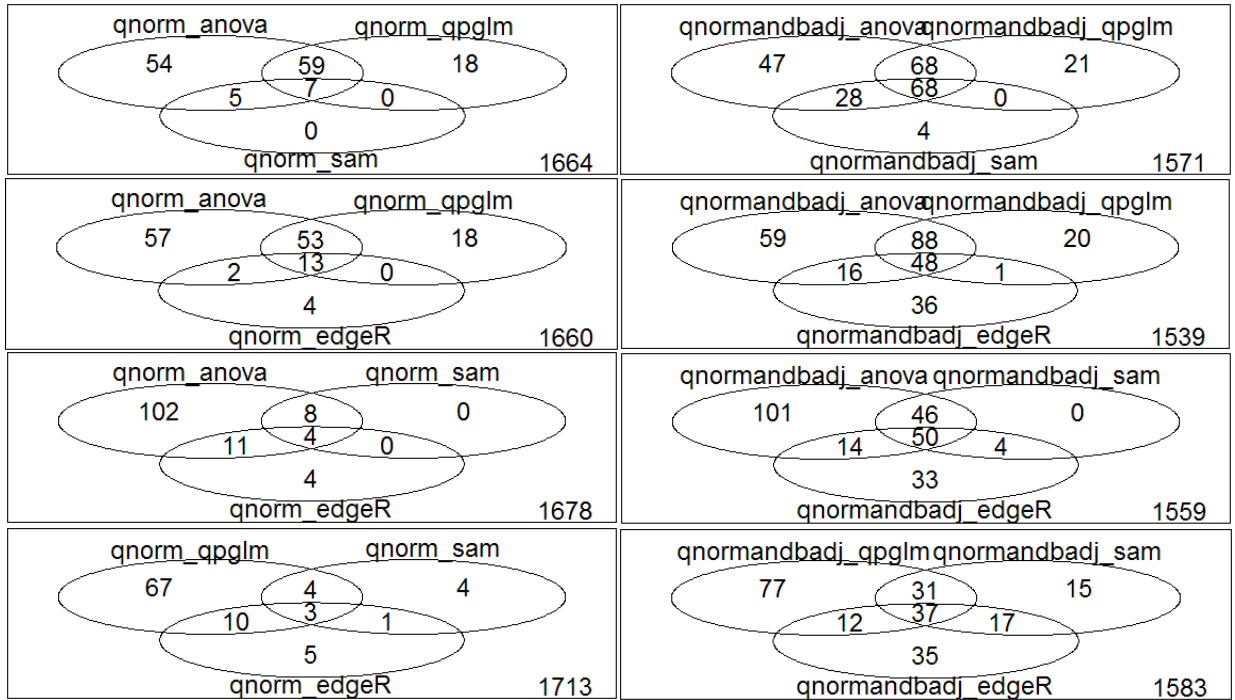 qnorm_anova qnorm_qpglm
54 59 18
7
5 0
0
qnorm_sam 1664
qnormandbadj_anova qnormandbadj_qpglm
47 68 21
68
28 0
4
qnormandbadj_sam 1571
qnorm_anova qnorm_qpglm
57 53 18
13
2 0
4
qnorm_edgeR 1660
qnormandbadj_anova qnormandbadj_qpglm
59 88 20
48
16 1
36
qnormandbadj_edgeR 1539
qnorm_anova qnorm_sam
102 8 0
4
11 0
4
qnorm_edgeR 1678
qnormandbadj_anova qnormandbadj_sam
101 46 0
50
14 4
33
qnormandbadj_edgeR 1559
qnorm_qpglm qnorm_sam
67 4 4
3
10 1
5
qnorm_edgeR 1713
qnormandbadj_qpglm qnormandbadj_sam
77 31 15
37
12 17
35
qnormandbadj_edgeR 1583